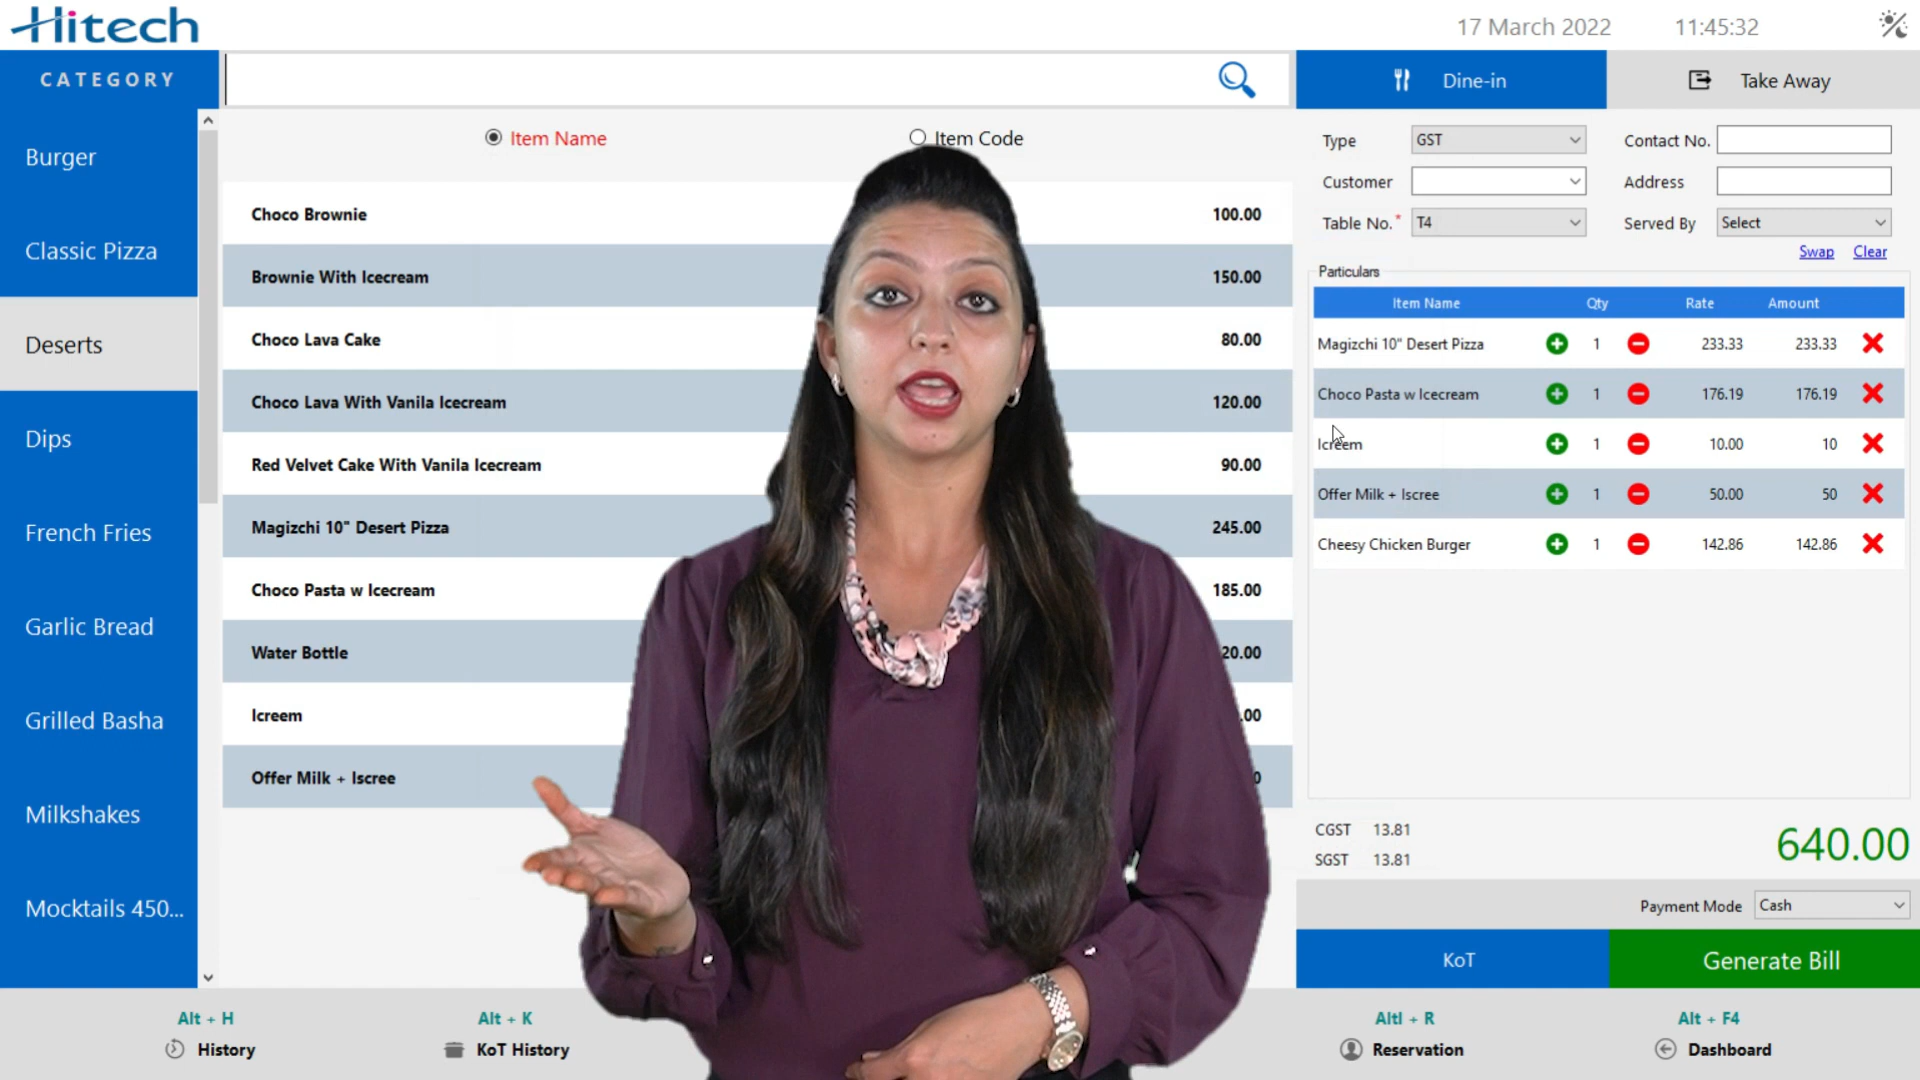 Hitech
17 March 2022 11:45:32
CATEGORY
Burger
Classic Pizza
Deserts
Dips
French Fries
Garlic Bread
Grilled Basha
Milkshakes
Mocktails 450...
Item Name Item Code
Choco Brownie 100.00
Brownie With Icecream 150.00
Choco Lava Cake 80.00
Choco Lava With Vanila Icecream 120.00
Red Velvet Cake With Vanila Icecream 90.00
Magizchi 10" Desert Pizza 245.00
Choco Pasta w Icecream 185.00
Water Bottle 20.00
Icreem .00
Offer Milk + Iscree 0
Dine-in Take Away
Type GST Contact No.
Customer Address
Table No.* T4 Served By Select
Swap Clear
Particulars
Item Name Qty Rate Amount
Magizchi 10" Desert Pizza 1 233.33 233.33
Choco Pasta w Icecream 1 176.19 176.19
Icreem 1 10.00 10
Offer Milk + Iscree 1 50.00 50
Cheesy Chicken Burger 1 142.86 142.86
CGST 13.81
SGST 13.81
640.00
Payment Mode Cash
KoT Generate Bill
Alt + H Alt + K Altl + R Alt + F4
History KoT History Reservation Dashboard